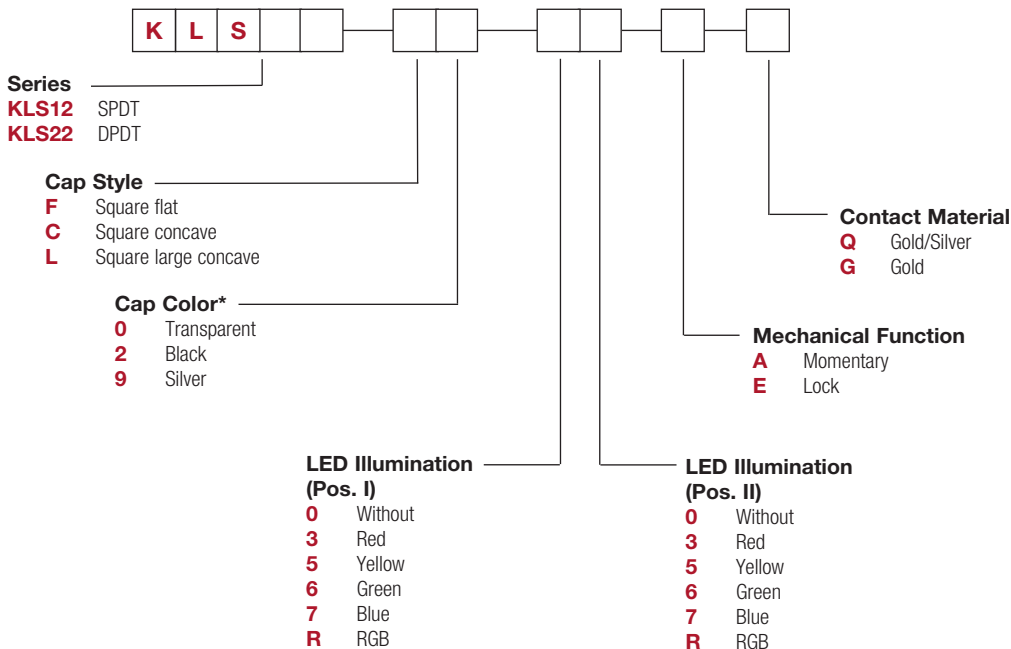 K L S
Series
KLS12 SPDT
KLS22 DPDT
Cap Style
F Square flat
C Square concave
L Square large concave
Cap Color*
0 Transparent
2 Black
9 Silver
LED Illumination
(Pos. I)
0 Without
3 Red
5 Yellow
6 Green
7 Blue
R RGB
LED Illumination
(Pos. II)
0 Without
3 Red
5 Yellow
6 Green
7 Blue
R RGB
Mechanical Function
A Momentary
E Lock
Contact Material
Q Gold/Silver
G Gold